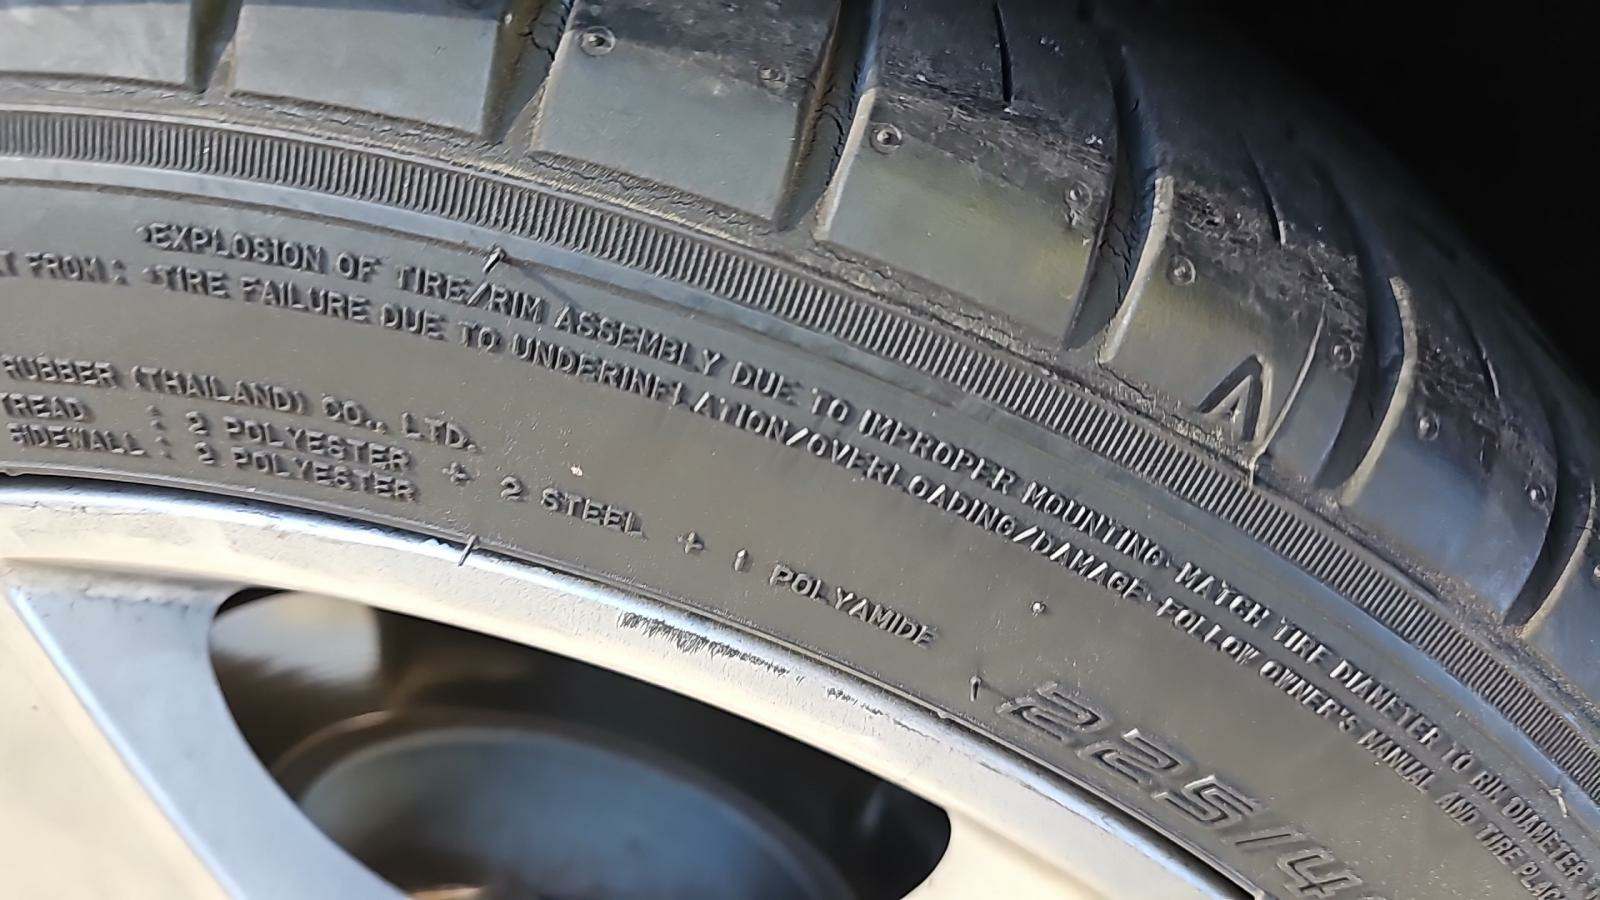 •EXPLOSION OF TIRE/RIM ASSEMBLY DUE TO IMPROPER MOUNTING-MATCH TIRE DIAMETER TO RIM DIAMETER
FROM: •TIRE FAILURE DUE TO UNDERINFLATION/OVERLOADING/DAMAGE-FOLLOW OWNER'S MANUAL AND TIRE PLAC
RUBBER (THAILAND) CO., LTD.
TREAD : 2 POLYESTER + 2 STEEL + 1 POLYAMIDE
SIDEWALL : 2 POLYESTER
225/4